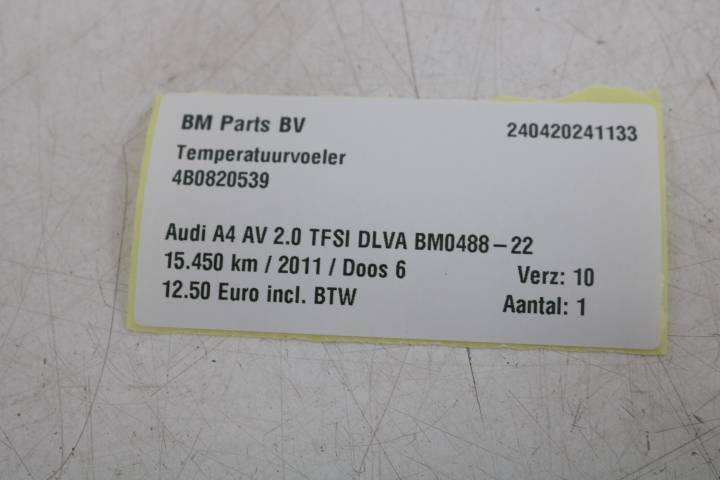 BM Parts BV 240420241133
Temperatuurvoeler
4B0820539
Audi A4 AV 2.0 TFSI DLVA BM0488-22
15.450 km / 2011 / Doos 6 Verz: 10
12.50 Euro incl. BTW Aantal: 1